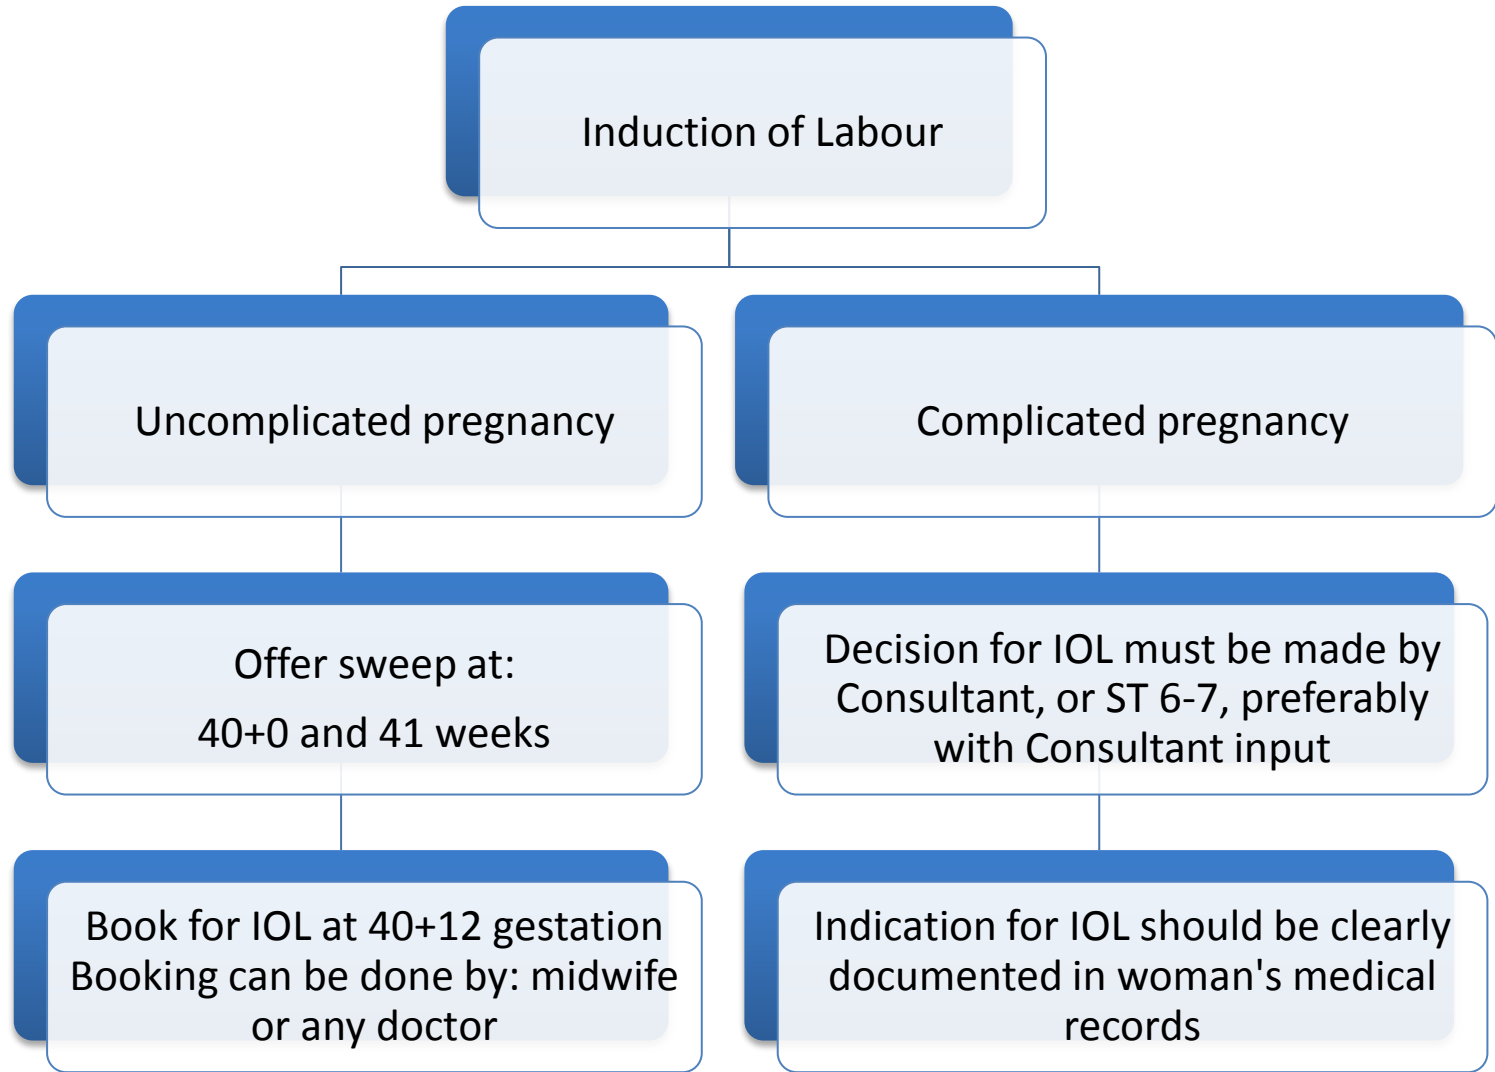 Induction of Labour
Uncomplicated pregnancy
Complicated pregnancy
Offer sweep at:
40+0 and 41 weeks
Decision for IOL must be made by
Consultant, or ST 6-7, preferably
with Consultant input
Book for IOL at 40+12 gestation
Booking can be done by: midwife
or any doctor
Indication for IOL should be clearly
documented in woman's medical
records